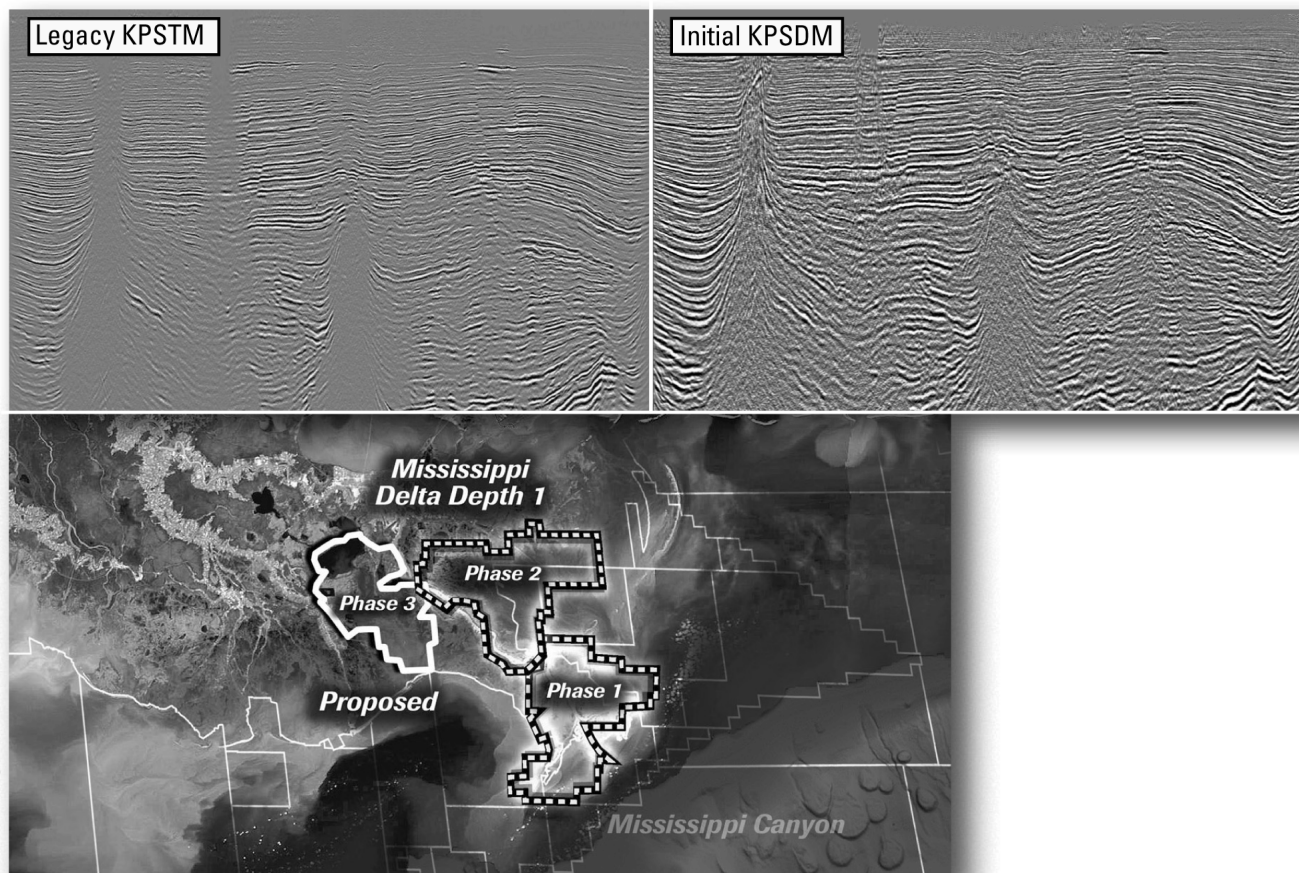 Legacy KPSTM
Initial KPSDM
Mississippi
Delta Depth 1
Phase 2
Phase 3
Phase 1
Proposed
Mississippi Canyon